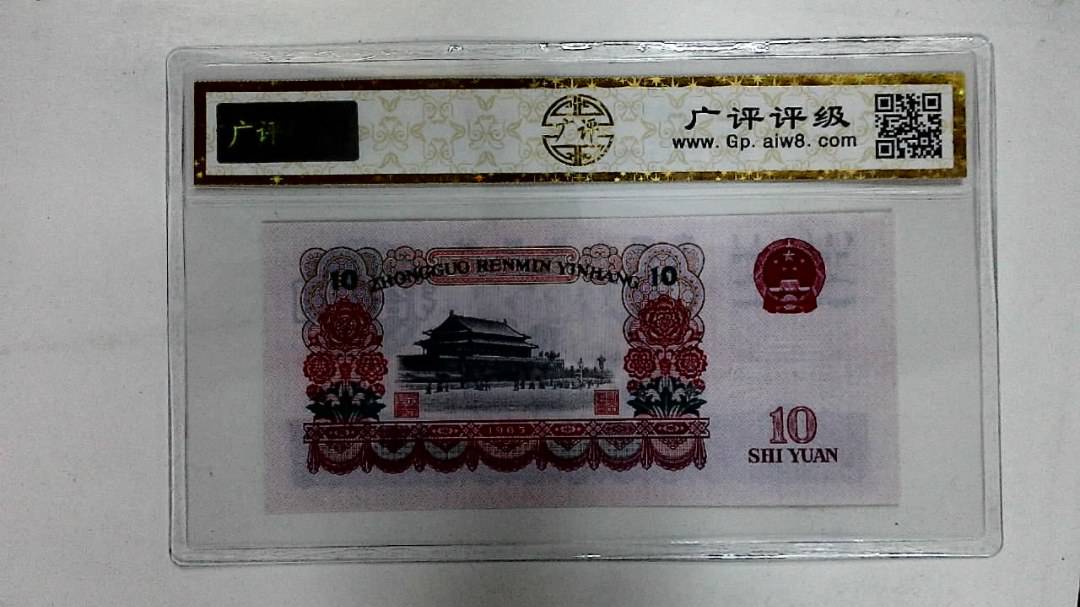 广评
广评
广评评级
www.Gp.aiw8.com
10 ZHONGGUO RENMIN YINHANG 10
1965
10
SHI YUAN